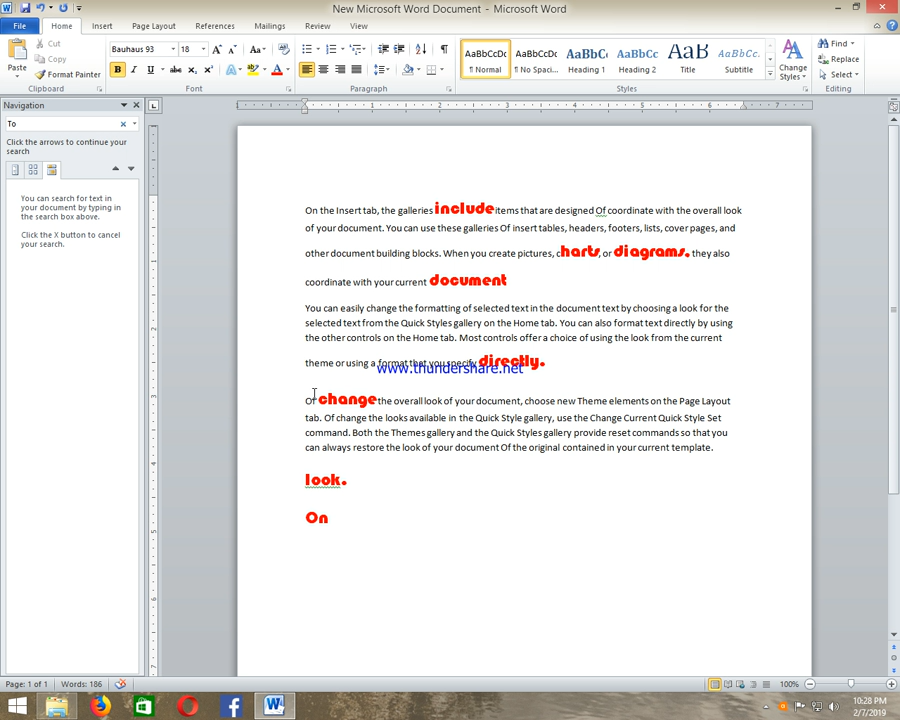 New Microsoft Word Document - Microsoft Word
File Home Insert Page Layout References Mailings Review View
Paste Cut Copy Format Painter Clipboard
Bauhaus 93 18 Font
Paragraph
AaBbCcDc ¶ Normal AaBbCcDc ¶ No Spaci... AaBbCc Heading 1 AaBbCc Heading 2 AaB Title AaBbCc. Subtitle Change Styles Styles
Find Replace Select Editing
Navigation
To
Click the arrows to continue your
search
You can search for text in
your document by typing in
the search box above.
Click the X button to cancel
your search.
On the Insert tab, the galleries include items that are designed Of coordinate with the overall look
of your document. You can use these galleries Of insert tables, headers, footers, lists, cover pages, and
other document building blocks. When you create pictures, charts, or diagrams. they also
coordinate with your current document
You can easily change the formatting of selected text in the document text by choosing a look for the
selected text from the Quick Styles gallery on the Home tab. You can also format text directly by using
the other controls on the Home tab. Most controls offer a choice of using the look from the current
theme or using a format that you specify directly.
www.thundershare.net
Of change the overall look of your document, choose new Theme elements on the Page Layout
tab. Of change the looks available in the Quick Style gallery, use the Change Current Quick Style Set
command. Both the Themes gallery and the Quick Styles gallery provide reset commands so that you
can always restore the look of your document Of the original contained in your current template.
look.
On
Page: 1 of 1 Words: 186 100%
10:28 PM
2/7/2019